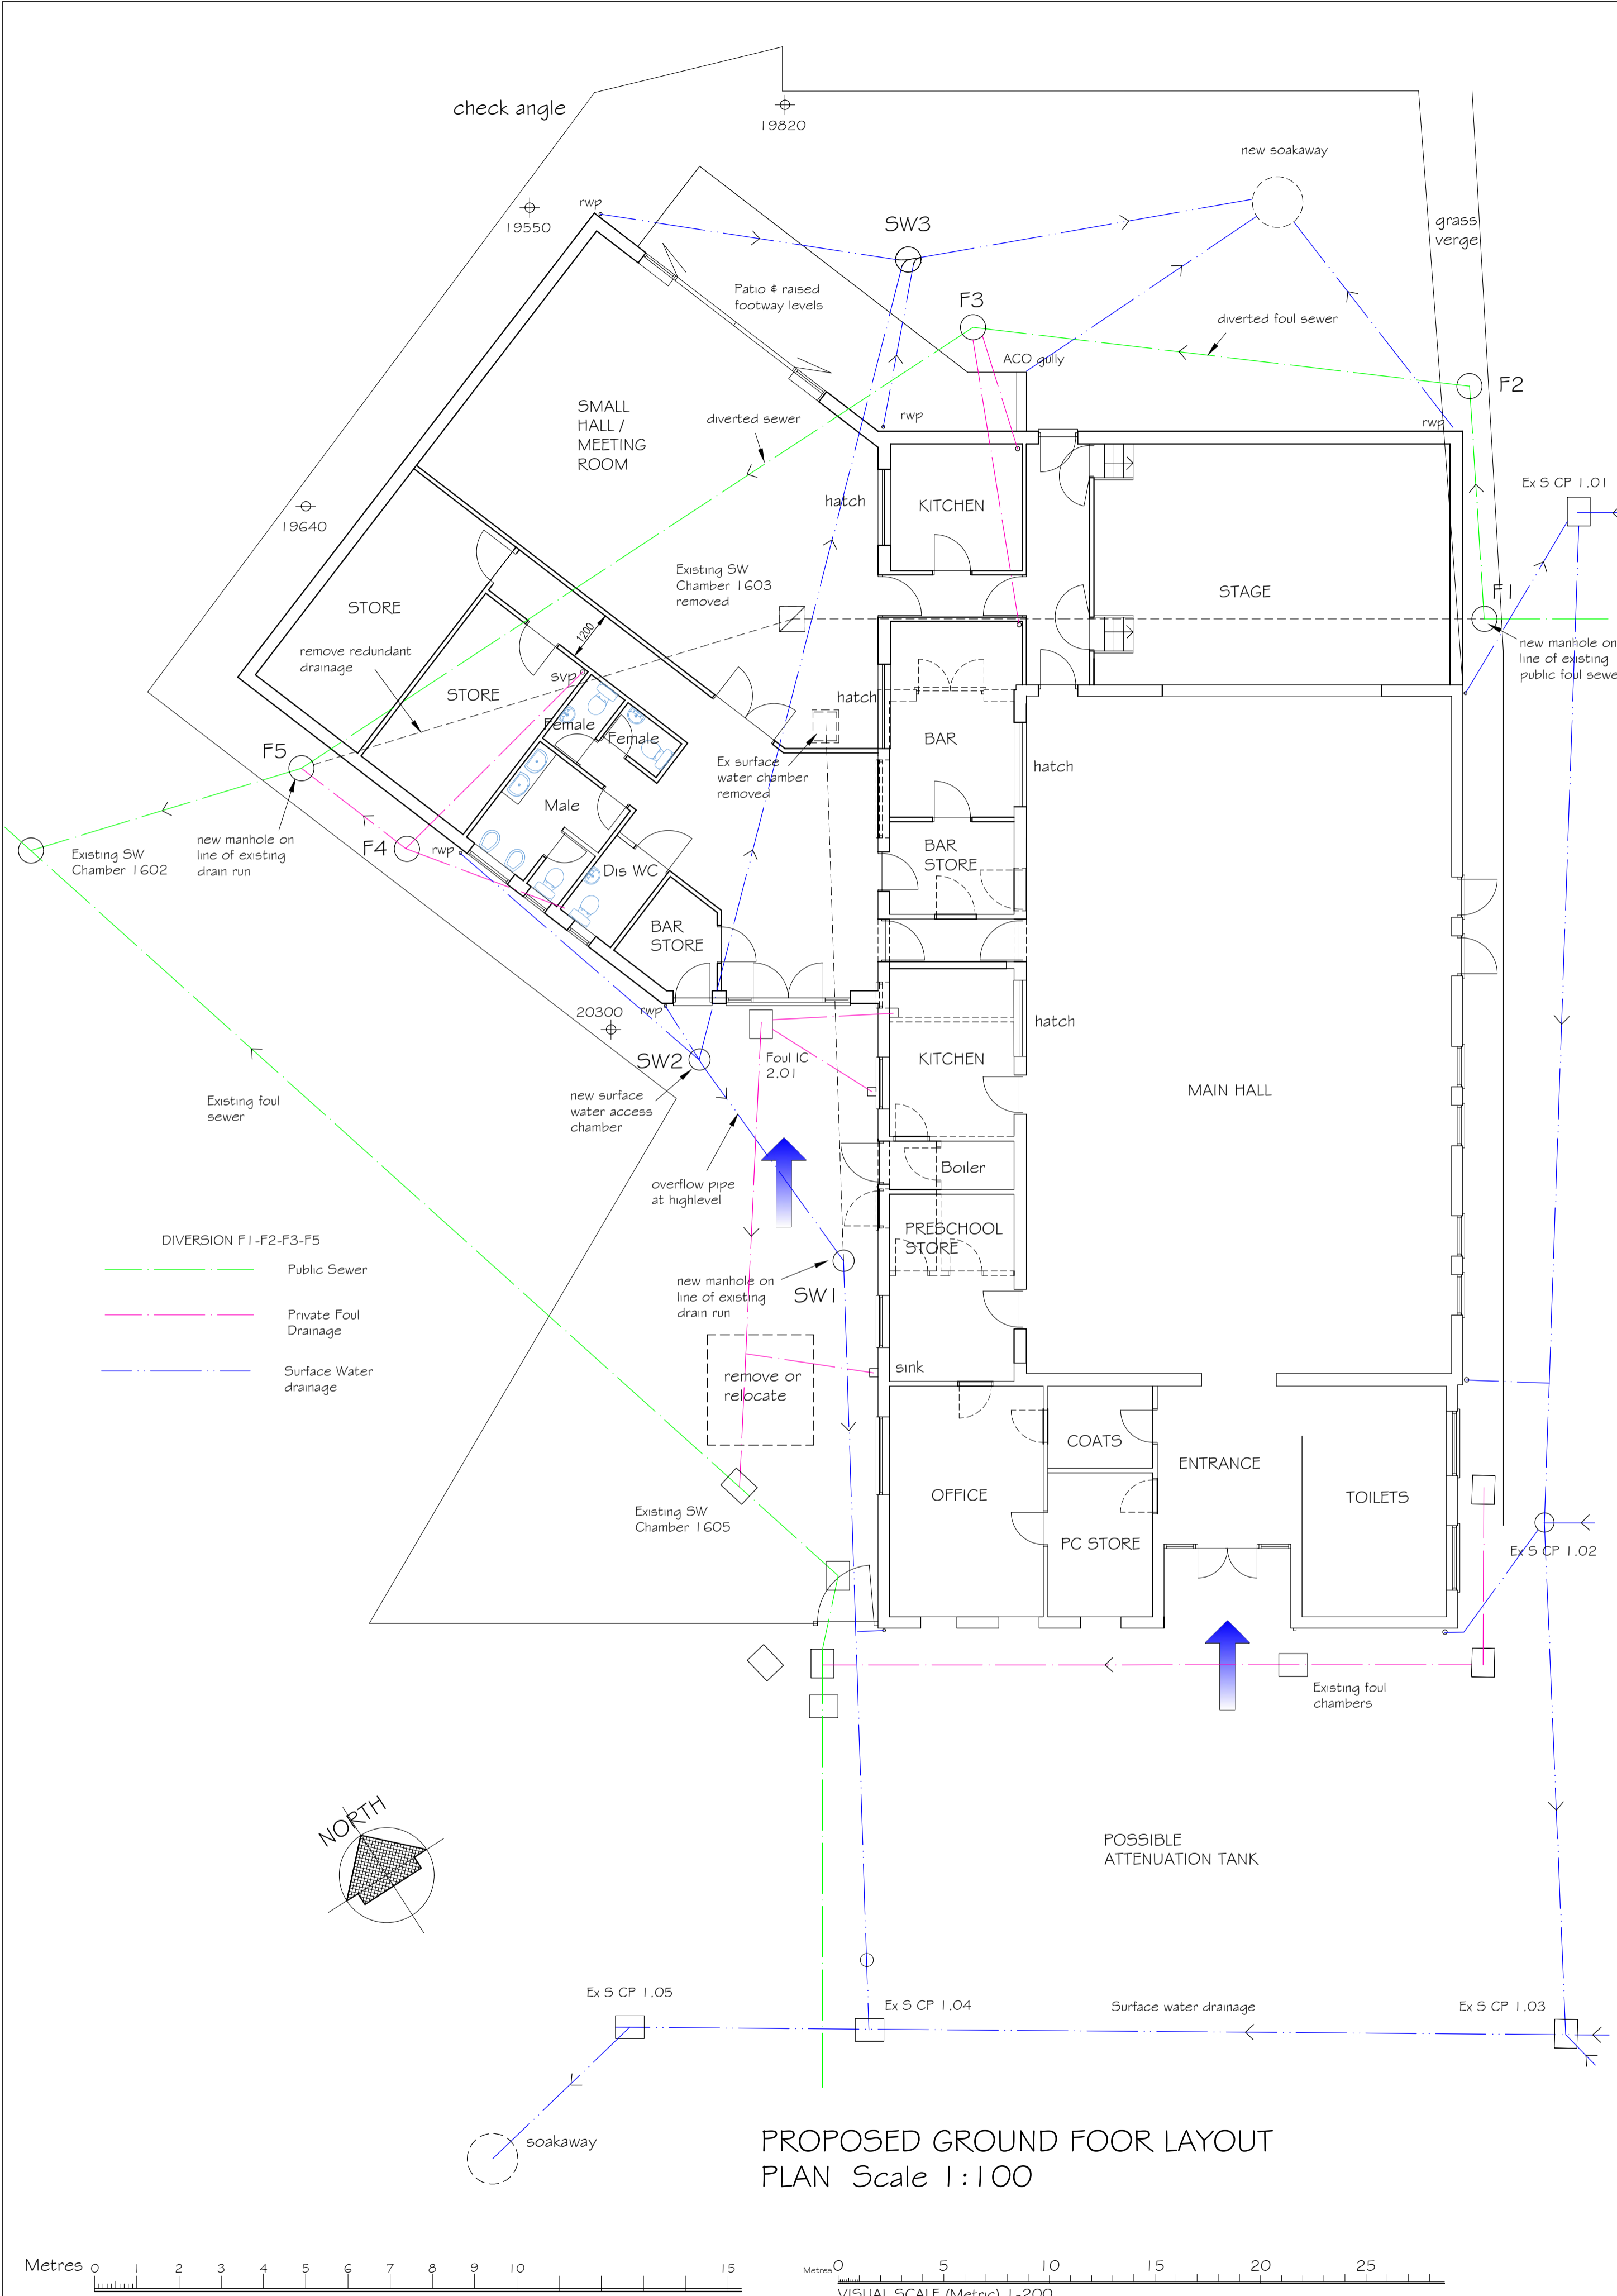 check angle
19820
new soakaway
rwp
19550
SW3
grass
verge
Patio & raised
footway levels
F3
diverted foul sewer
ACO gully
F2
SMALL
HALL /
MEETING
ROOM
diverted sewer
rwp
rwp
hatch
KITCHEN
Ex S CP 1.01
19640
Existing SW
Chamber 1603
removed
STAGE
F1
STORE
1200
new manhole on
line of existing
public foul sewe
remove redundant
drainage
svp
STORE
hatch
Female
Female
BAR
F5
Ex surface
water chamber
removed
hatch
Male
new manhole on
line of existing
drain run
Existing SW
Chamber 1602
F4
rwp
BAR
STORE
Dis WC
BAR
STORE
20300
rwp
hatch
SW2
Foul IC
2.01
KITCHEN
MAIN HALL
Existing foul
sewer
new surface
water access
chamber
Boiler
overflow pipe
at highlevel
PRESCHOOL
STORE
DIVERSION F1-F2-F3-F5
Public Sewer
new manhole on
line of existing
drain run
SW1
Private Foul
Drainage
Surface Water
drainage
sink
remove or
relocate
COATS
ENTRANCE
OFFICE
TOILETS
Existing SW
Chamber 1605
PC STORE
Ex S CP 1.02
Existing foul
chambers
NORTH
POSSIBLE
ATTENUATION TANK
Ex S CP 1.05
Ex S CP 1.04
Surface water drainage
Ex S CP 1.03
soakaway
PROPOSED GROUND FOOR LAYOUT
PLAN Scale 1:100
Metres 0 1 2 3 4 5 6 7 8 9 10 15
Metres 0 5 10 15 20 25
VISUAL SCALE (Metric) 1-200